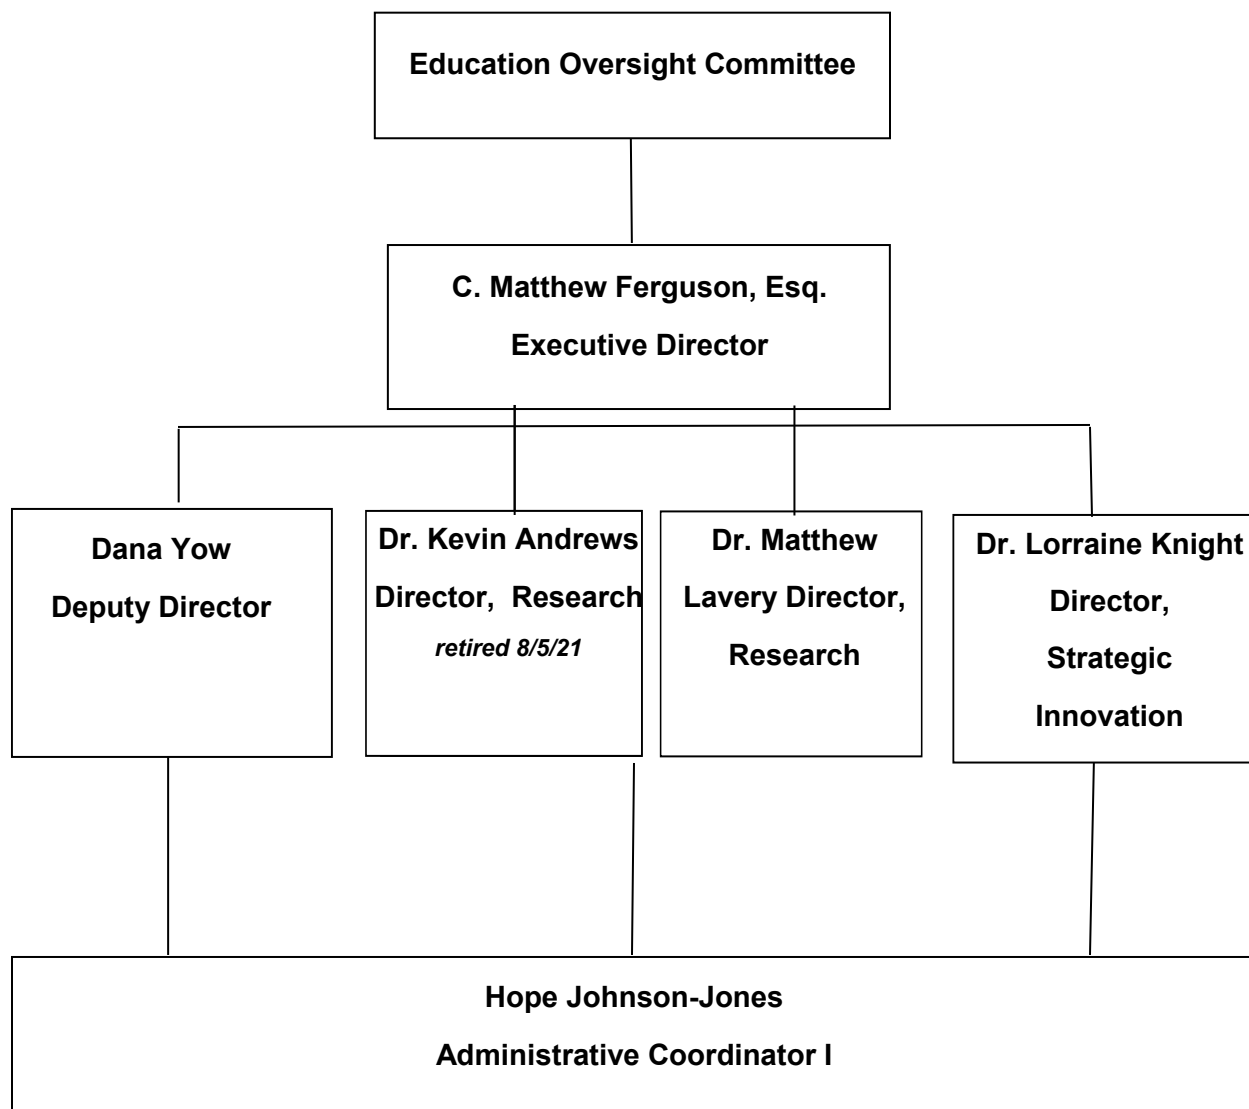 Education Oversight Committee
C. Matthew Ferguson, Esq.
Executive Director
Dana Yow
Deputy Director
Dr. Kevin Andrews
Director, Research
retired 8/5/21
Dr. Matthew
Lavery Director,
Research
Dr. Lorraine Knight
Director,
Strategic
Innovation
Hope Johnson-Jones
Administrative Coordinator I